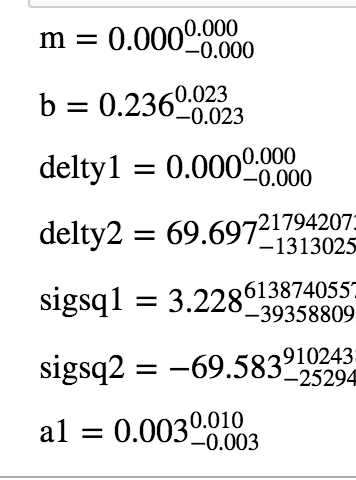 m = 0.000^{0.000}_{−0.000}
b = 0.236^{0.023}_{−0.023}
delty1 = 0.000^{0.000}_{−0.000}
delty2 = 69.697^{21794207}_{−1313025}
sigsq1 = 3.228^{613874055}_{−39358809}
sigsq2 = −69.583^{910243}_{−25294}
a1 = 0.003^{0.010}_{−0.003}